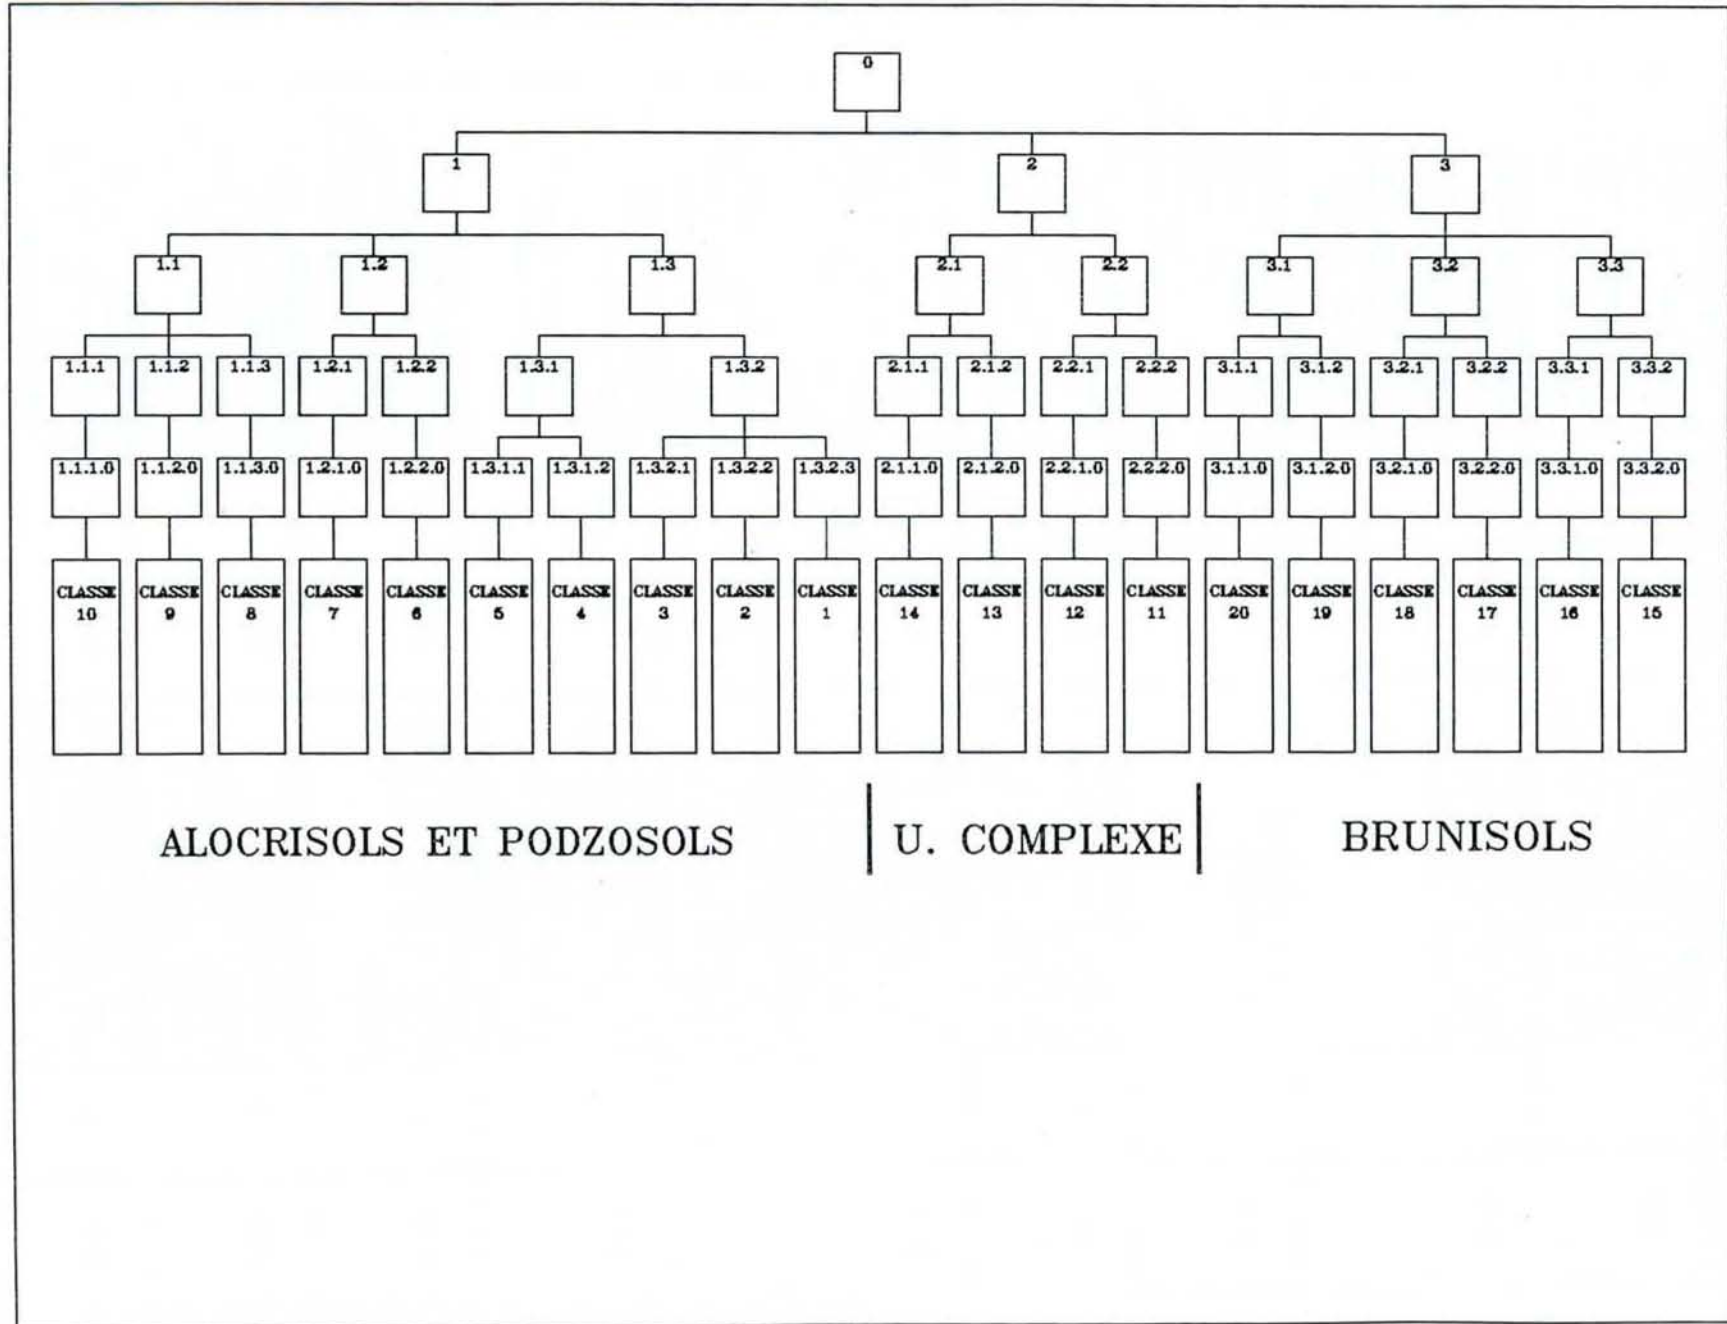 0
1 2 3
1.1 1.2 1.3 2.1 2.2 3.1 3.2 3.3
1.1.1 1.1.2 1.1.3 1.2.1 1.2.2 1.3.1 1.3.2 2.1.1 2.1.2 2.2.1 2.2.2 3.1.1 3.1.2 3.2.1 3.2.2 3.3.1 3.3.2
1.1.1.0 1.1.2.0 1.1.3.0 1.2.1.0 1.2.2.0 1.3.1.1 1.3.1.2 1.3.2.1 1.3.2.2 1.3.2.3 2.1.1.0 2.1.2.0 2.2.1.0 2.2.2.0 3.1.1.0 3.1.2.0 3.2.1.0 3.2.2.0 3.3.1.0 3.3.2.0
CLASSE CLASSE CLASSE CLASSE CLASSE CLASSE CLASSE CLASSE CLASSE CLASSE CLASSE CLASSE CLASSE CLASSE CLASSE CLASSE CLASSE CLASSE CLASSE CLASSE
10 9 8 7 6 5 4 3 2 1 14 13 12 11 20 19 18 17 16 15
ALOCRISOLS ET PODZOSOLS U. COMPLEXE BRUNISOLS